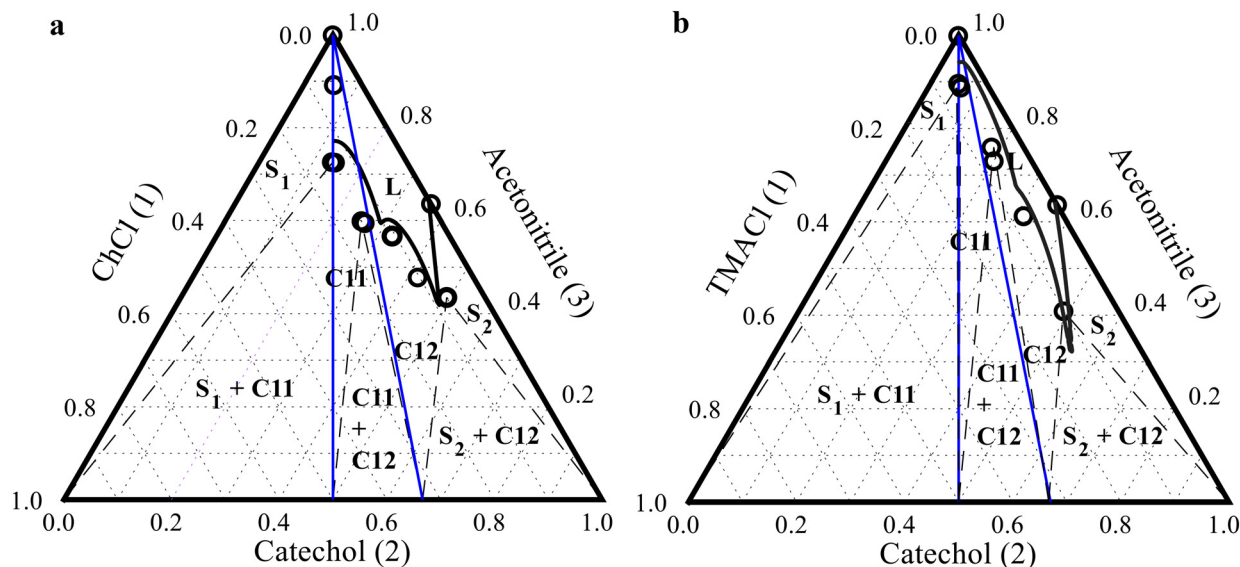 a
1.0
0.0
0.8
0.2
S1
Acetonitrile (3)
L
0.6
ChCl (1)
0.4
C11
0.4
S2
0.6
C12
S1 + C11
C11
+
C12
0.2
0.8
S2 + C12
1.0
0.0
0.2
0.4
0.6
0.8
1.0
Catechol (2)
b
1.0
0.0
0.8
S1
0.2
Acetonitrile (3)
L
0.6
TMACl (1)
0.4
C11
0.4
S2
0.6
C12
C11
+
C12
S1 + C11
0.2
0.8
S2 + C12
1.0
0.0
0.2
0.4
0.6
0.8
1.0
Catechol (2)